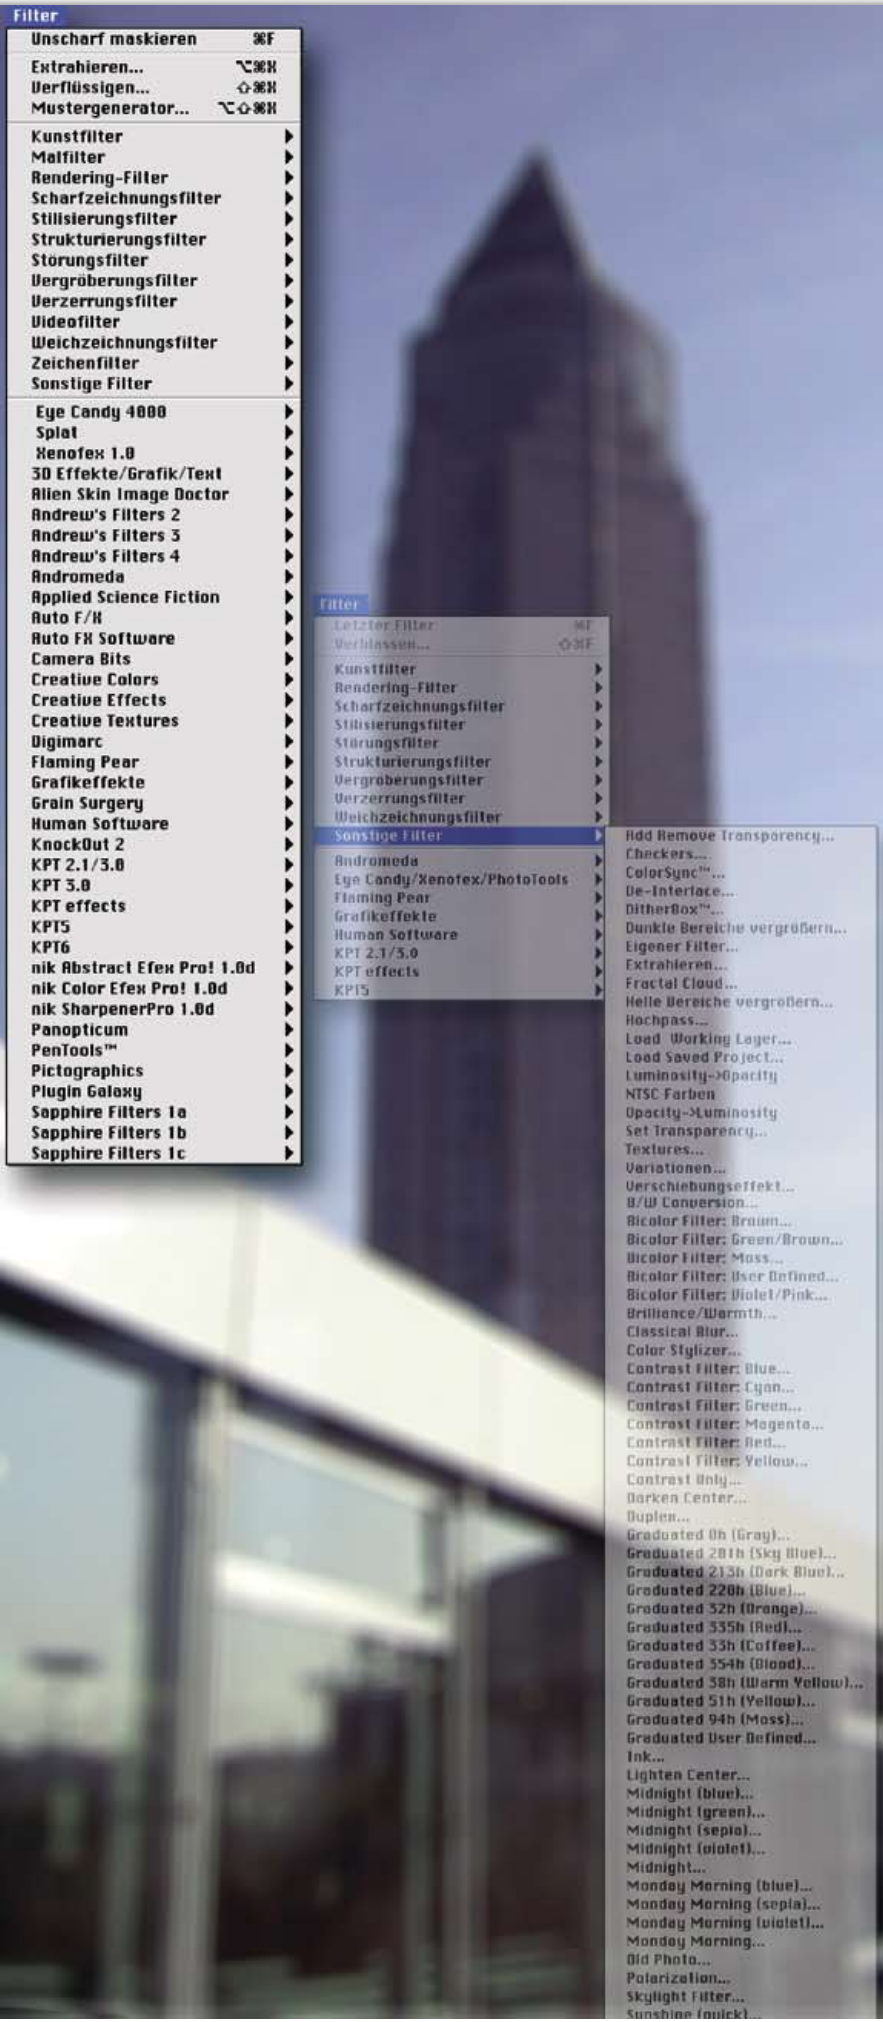 Filter
Unscharf maskieren ⌘F
Extrahieren... ⌥⌘X
Verflüssigen... ⇧⌘X
Mustergenerator... ⌥⇧⌘X
Kunstfilter
Malfilter
Rendering-Filter
Scharfzeichnungsfilter
Stilisierungsfilter
Strukturierungsfilter
Störungsfilter
Vergröberungsfilter
Verzerrungsfilter
Videofilter
Weichzeichnungsfilter
Zeichenfilter
Sonstige Filter
Eye Candy 4000
Splat
Xenofex 1.0
3D Effekte/Grafik/Text
Alien Skin Image Doctor
Andrew's Filters 2
Andrew's Filters 3
Andrew's Filters 4
Andromeda
Applied Science Fiction
Auto F/X
Auto FX Software
Camera Bits
Creative Colors
Creative Effects
Creative Textures
Digimarc
Flaming Pear
Grafikeffekte
Grain Surgery
Human Software
KnockOut 2
KPT 2.1/3.0
KPT 3.0
KPT effects
KPT5
KPT6
nik Abstract Efex Pro! 1.0d
nik Color Efex Pro! 1.0d
nik SharpenerPro 1.0d
Panopticum
PenTools™
Pictographics
Plugin Galaxy
Sapphire Filters 1a
Sapphire Filters 1b
Sapphire Filters 1c
Filter
Letzter Filter ⌘F
Verblassen... ⇧⌘F
Kunstfilter
Rendering-Filter
Scharfzeichnungsfilter
Stilisierungsfilter
Störungsfilter
Strukturierungsfilter
Vergröberungsfilter
Verzerrungsfilter
Weichzeichnungsfilter
Sonstige Filter
Andromeda
Eye Candy/Xenofex/PhotoTools
Flaming Pear
Grafikeffekte
Human Software
KPT 2.1/3.0
KPT effects
KPT5
Add Remove Transparency...
Checkers...
ColorSync™...
De-Interlace...
DitherBox™...
Dunkle Bereiche vergrößern...
Eigener Filter...
Extrahieren...
Fractal Cloud...
Helle Bereiche vergrößern...
Hochpass...
Load Working Layer...
Load Saved Project...
Luminosity->Opacity
NTSC Farben
Opacity->Luminosity
Set Transparency...
Textures...
Variationen...
Verschiebungseffekt...
B/W Conversion...
Bicolor Filter: Braun...
Bicolor Filter: Green/Brown...
Bicolor Filter: Moss...
Bicolor Filter: User Defined...
Bicolor Filter: Violet/Pink...
Brilliance/Warmth...
Classical Blur...
Color Stylizer...
Contrast Filter: Blue...
Contrast Filter: Cyan...
Contrast Filter: Green...
Contrast Filter: Magenta...
Contrast Filter: Red...
Contrast Filter: Yellow...
Contrast Only...
Darken Center...
Duplex...
Graduated 0h (Gray)...
Graduated 201h (Sky Blue)...
Graduated 213h (Dark Blue)...
Graduated 220h (Blue)...
Graduated 32h (Orange)...
Graduated 335h (Red)...
Graduated 33h (Coffee)...
Graduated 354h (Blood)...
Graduated 38h (Warm Yellow)...
Graduated 51h (Yellow)...
Graduated 94h (Moss)...
Graduated User Defined...
Ink...
Lighten Center...
Midnight (blue)...
Midnight (green)...
Midnight (sepia)...
Midnight (violet)...
Midnight...
Monday Morning (blue)...
Monday Morning (sepia)...
Monday Morning (violet)...
Monday Morning...
Old Photo...
Polarization...
Skylight Filter...
Sunshine (quick)...